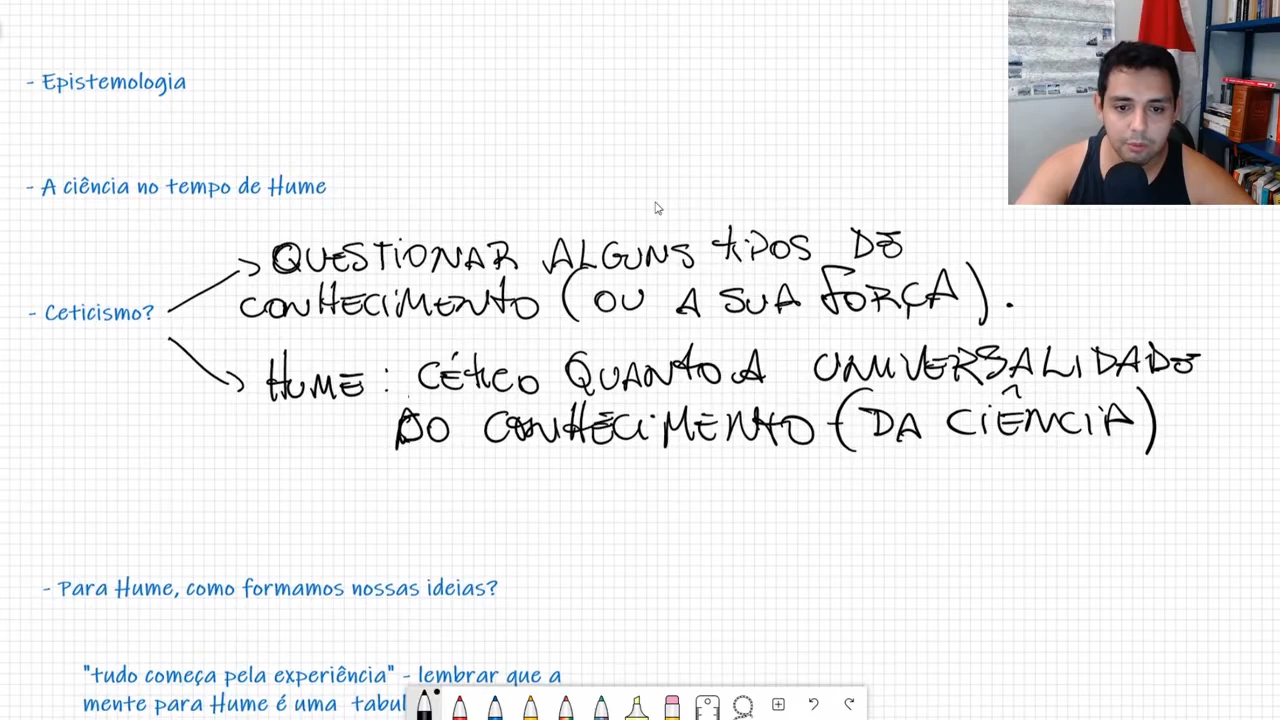 - Epistemologia
- A ciência no tempo de Hume
QUESTIONAR ALGUNS TIPOS DE
CONHECIMENTO (OU A SUA FORÇA).
- Ceticismo?
HUME: CÉTICO QUANTO A UNIVERSALIDADE
DO CONHECIMENTO (DA CIÊNCIA)
- Para Hume, como formamos nossas ideias?
"tudo começa pela experiência" - lembrar que a
mente para Hume é uma tabul